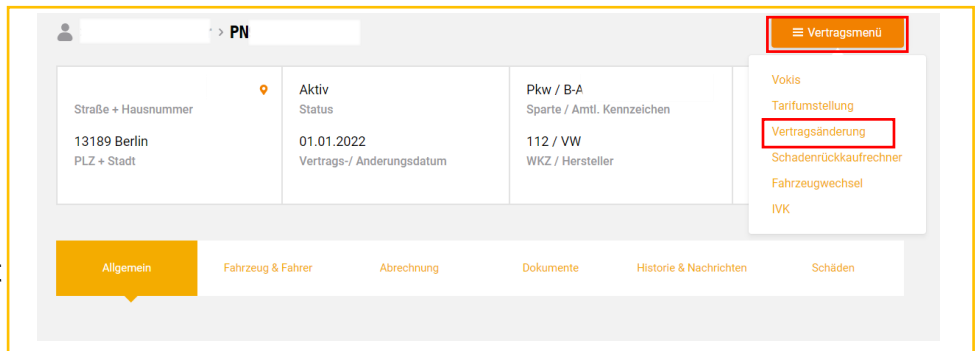 > PN
Vertragsmenü
Vokis
Tarifumstellung
Vertragsänderung
Schadenrückkaufrechner
Fahrzeugwechsel
IVK
Straße + Hausnummer
13189 Berlin
PLZ + Stadt
Aktiv
Status
01.01.2022
Vertrags-/ Anderungsdatum
Pkw / B-A
Sparte / Amtl. Kennzeichen
112 / VW
WKZ / Hersteller
Allgemein
Fahrzeug & Fahrer
Abrechnung
Dokumente
Historie & Nachrichten
Schäden